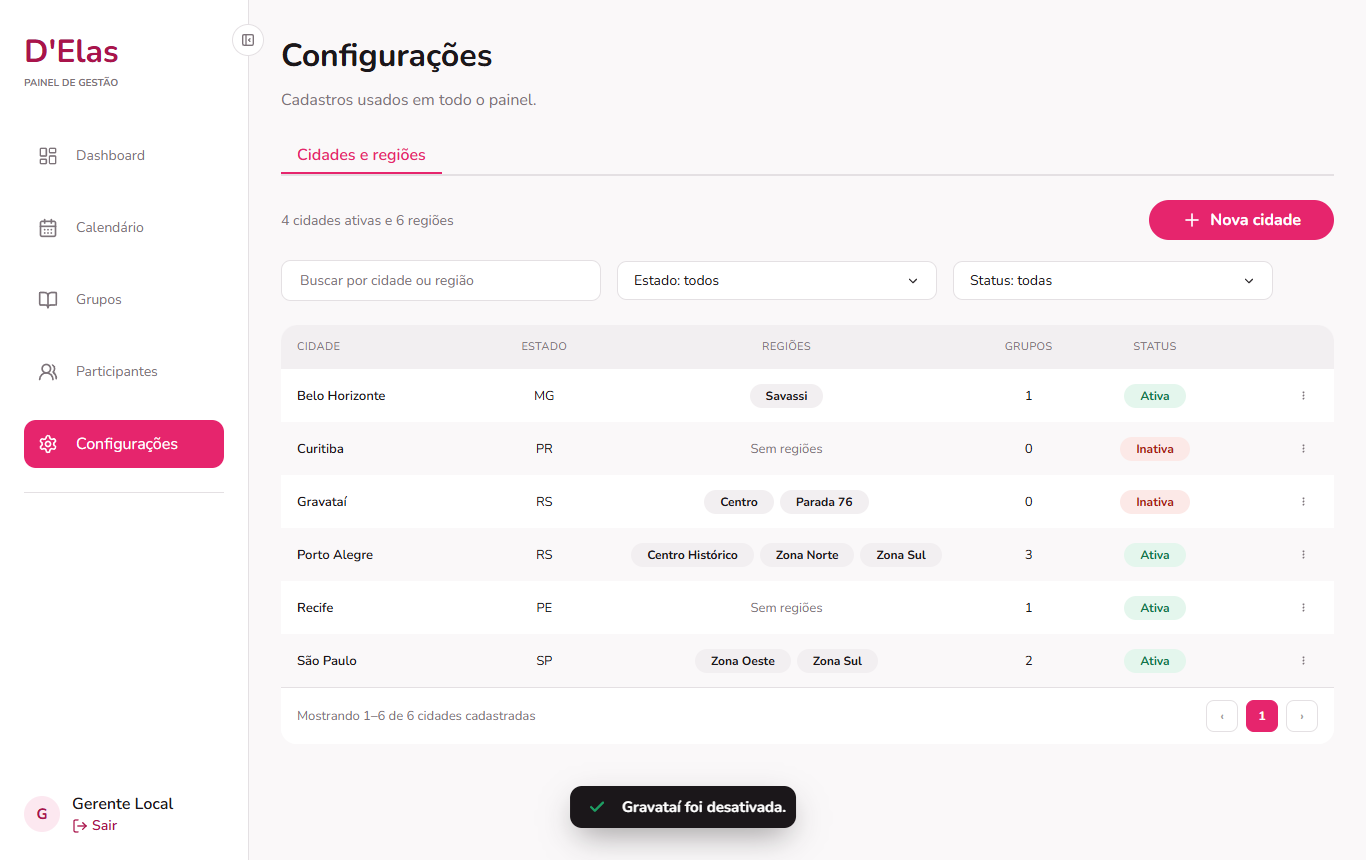 D'Elas
PAINEL DE GESTÃO
Dashboard
Calendário
Grupos
Participantes
Configurações
G
Gerente Local
Sair
Configurações
Cadastros usados em todo o painel.
Cidades e regiões
4 cidades ativas e 6 regiões
+ Nova cidade
Buscar por cidade ou região
Estado: todos
Status: todas
CIDADE ESTADO REGIÕES GRUPOS STATUS
Belo Horizonte MG Savassi 1 Ativa
Curitiba PR Sem regiões 0 Inativa
Gravataí RS Centro Parada 76 0 Inativa
Porto Alegre RS Centro Histórico Zona Norte Zona Sul 3 Ativa
Recife PE Sem regiões 1 Ativa
São Paulo SP Zona Oeste Zona Sul 2 Ativa
Mostrando 1–6 de 6 cidades cadastradas
‹ 1 ›
Gravataí foi desativada.